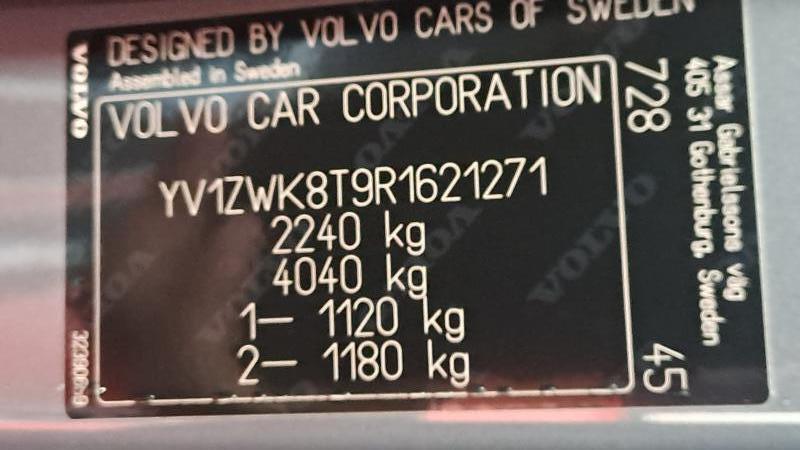 DESIGNED BY VOLVO CARS OF SWEDEN
Assembled in Sweden
VOLVO
VOLVO CAR CORPORATION
YV1ZWK8T9R1621271
2240 kg
4040 kg
1– 1120 kg
2– 1180 kg
728
45
Assar Gabrielssons väg
405 31 Gothenburg, Sweden